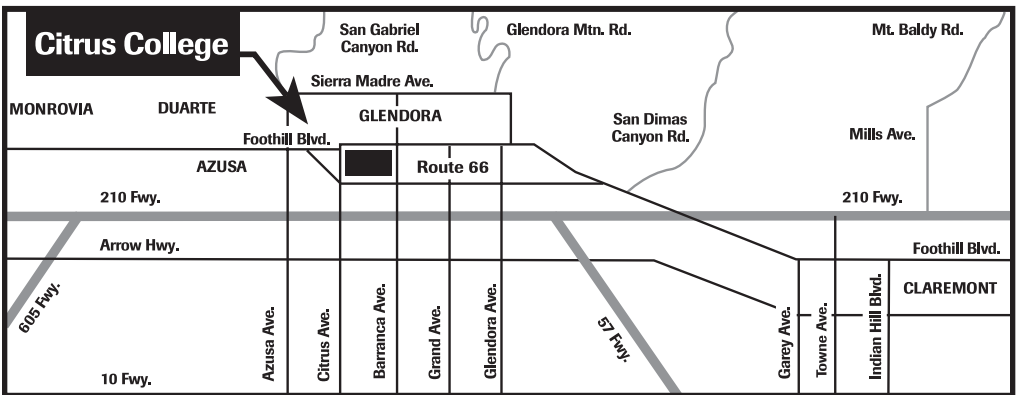 Citrus College
San Gabriel
Canyon Rd.
Glendora Mtn. Rd.
Mt. Baldy Rd.
Sierra Madre Ave.
MONROVIA
DUARTE
GLENDORA
San Dimas
Canyon Rd.
Foothill Blvd.
Mills Ave.
AZUSA
Route 66
210 Fwy.
210 Fwy.
Arrow Hwy.
Foothill Blvd.
605 Fwy.
CLAREMONT
Azusa Ave.
Citrus Ave.
Barranca Ave.
Grand Ave.
Glendora Ave.
57 Fwy.
Garey Ave.
Towne Ave.
Indian Hill Blvd.
10 Fwy.